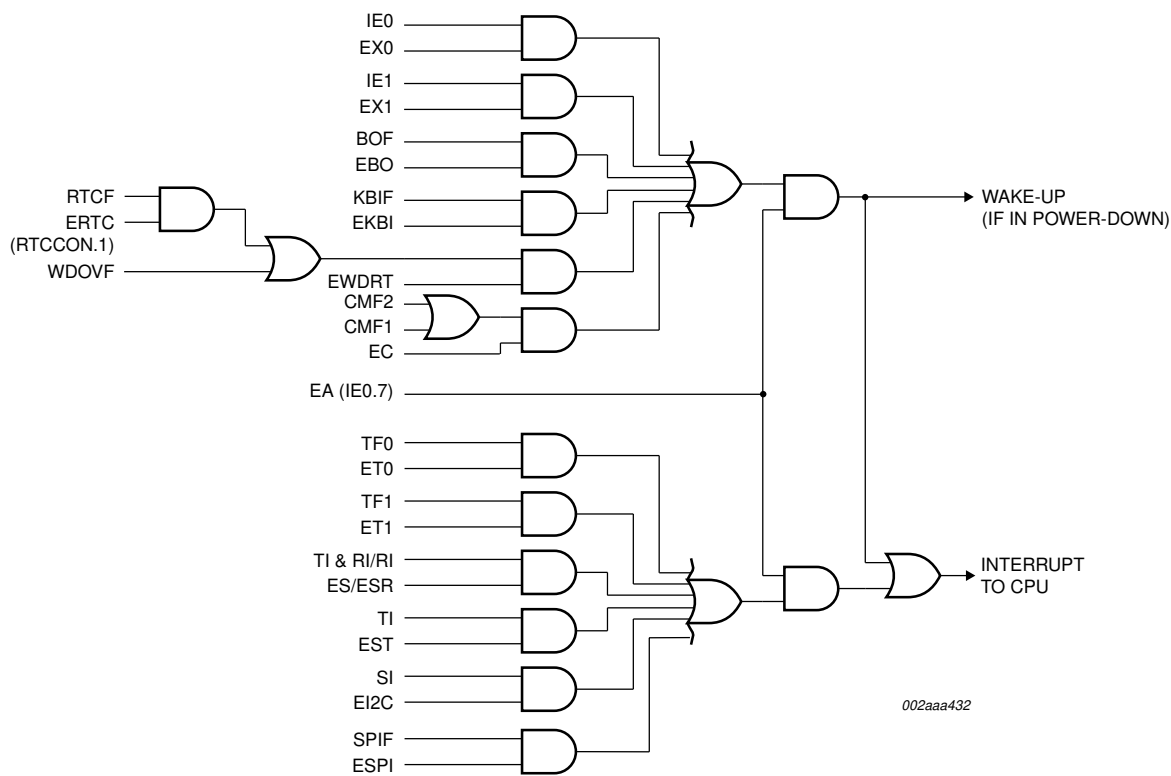 IE0
EX0
IE1
EX1
BOF
EBO
KBIF
EKBI
RTCF
ERTC
(RTCCON.1)
WDOVF
EWDRT
CMF2
CMF1
EC
EA (IE0.7)
TF0
ET0
TF1
ET1
TI & RI/RI
ES/ESR
TI
EST
SI
EI2C
SPIF
ESPI
WAKE-UP
(IF IN POWER-DOWN)
INTERRUPT
TO CPU
002aaa432